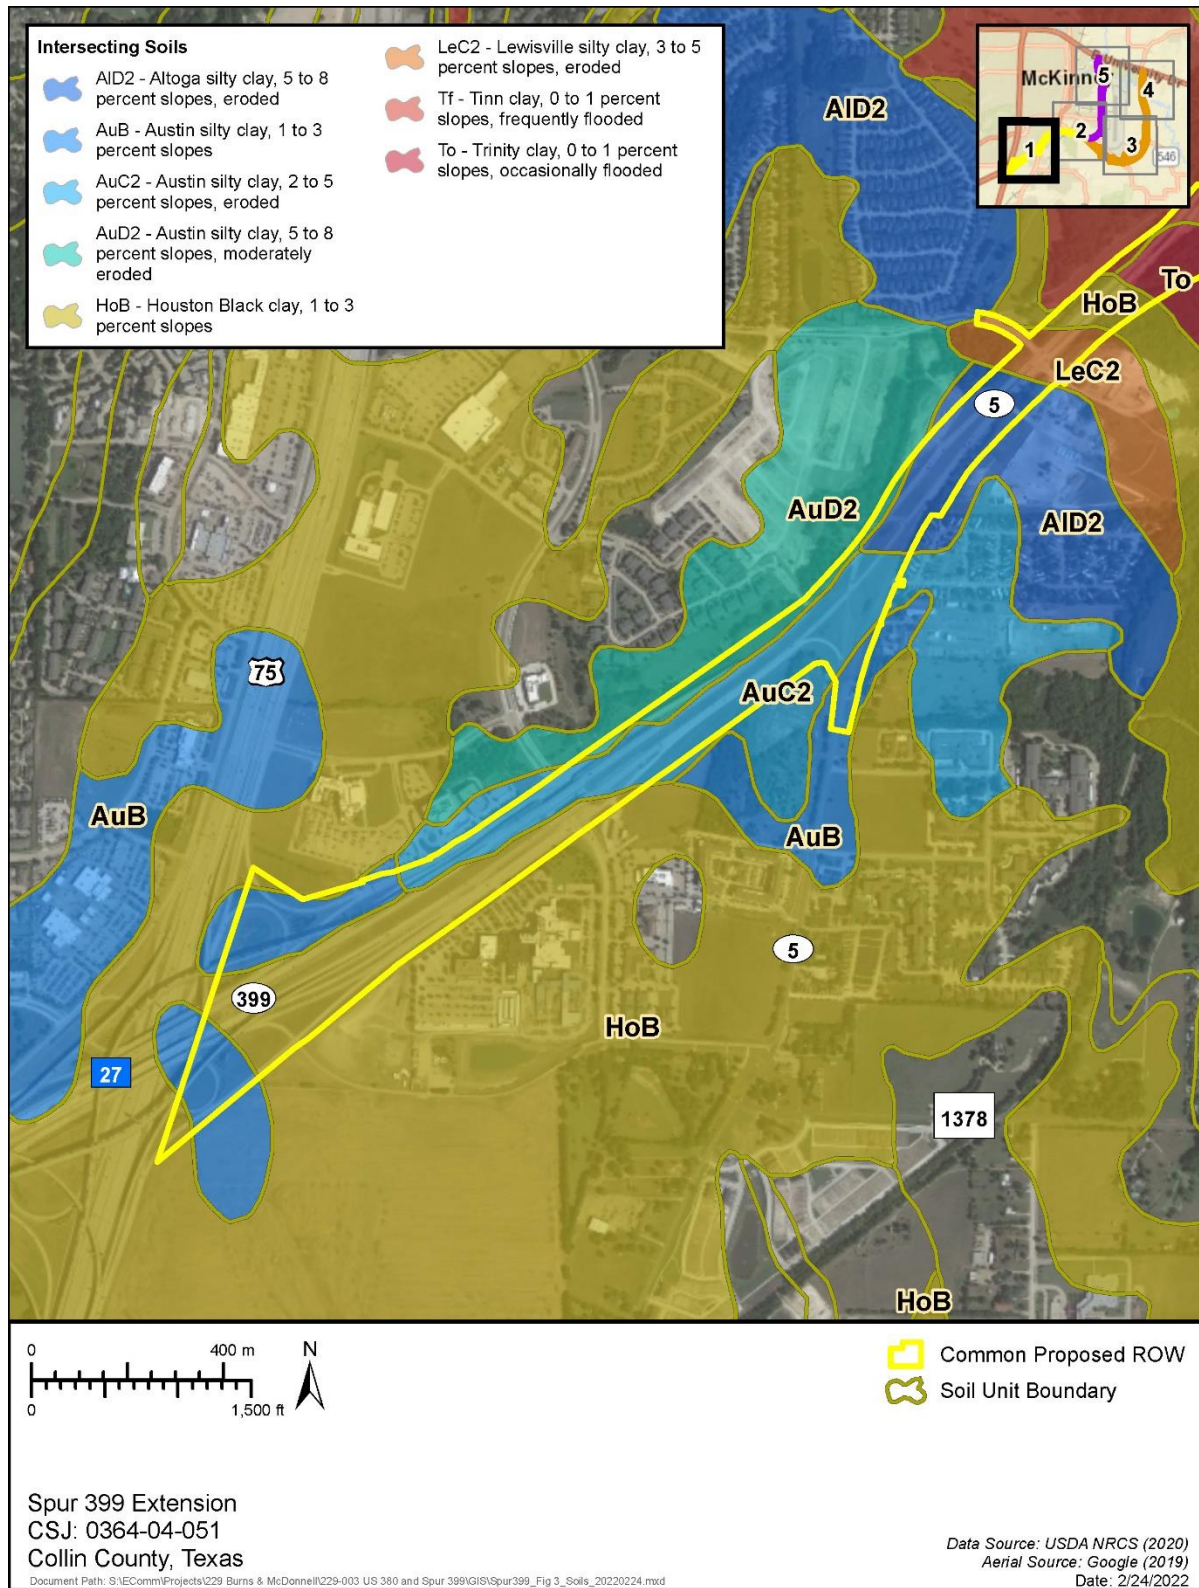 Intersecting Soils
AlD2 - Altoga silty clay, 5 to 8
percent slopes, eroded
AuB - Austin silty clay, 1 to 3
percent slopes
AuC2 - Austin silty clay, 2 to 5
percent slopes, eroded
AuD2 - Austin silty clay, 5 to 8
percent slopes, moderately
eroded
HoB - Houston Black clay, 1 to 3
percent slopes
LeC2 - Lewisville silty clay, 3 to 5
percent slopes, eroded
Tf - Tinn clay, 0 to 1 percent
slopes, frequently flooded
To - Trinity clay, 0 to 1 percent
slopes, occasionally flooded
McKinn
E University Dr
5
4
2
1
3
546
AlD2
To
HoB
LeC2
5
AuD2
AlD2
75
AuC2
AuB
AuB
5
399
HoB
27
1378
HoB
0 400 m
0 1,500 ft
N
Common Proposed ROW
Soil Unit Boundary
Spur 399 Extension
CSJ: 0364-04-051
Collin County, Texas
Data Source: USDA NRCS (2020)
Aerial Source: Google (2019)
Date: 2/24/2022
Document Path: S:\EComm\Projects\229 Burns & McDonnell\229-003 US 380 and Spur 399\GIS\Spur399_Fig 3_Soils_20220224.mxd